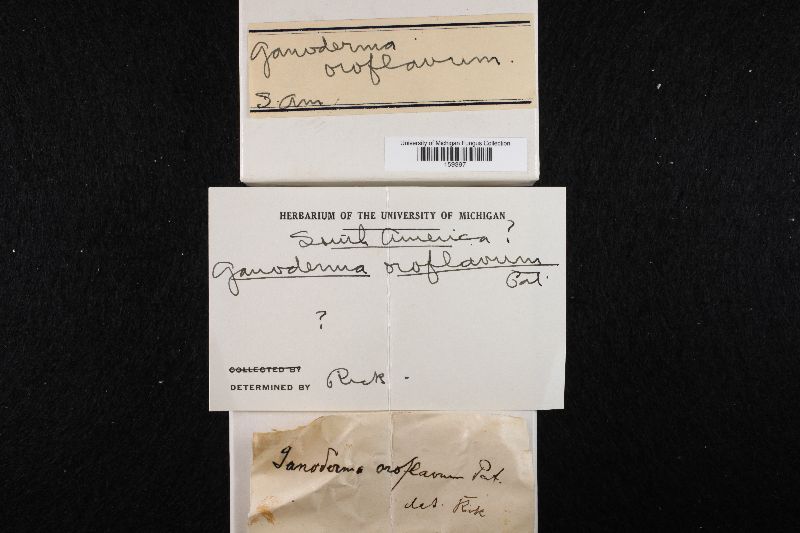 Ganoderma
oroflavum.
S. Am.
University of Michigan Fungus Collection
HERBARIUM OF THE UNIVERSITY OF MICHIGAN
South America ?
Ganoderma oroflavum
Pat.
?
COLLECTED BY
DETERMINED BY Rick.
Ganoderma oroflavum Pat.
det. Rick